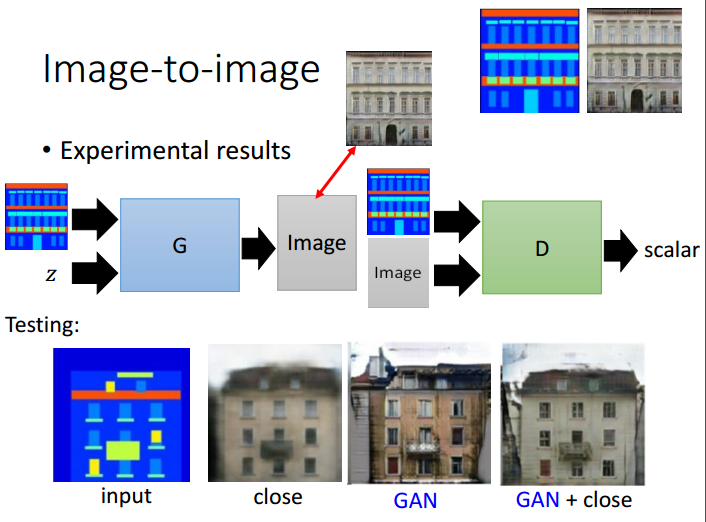 Image-to-image
• Experimental results
G
Image
z
Image
D
scalar
Testing:
input
close
GAN
GAN + close